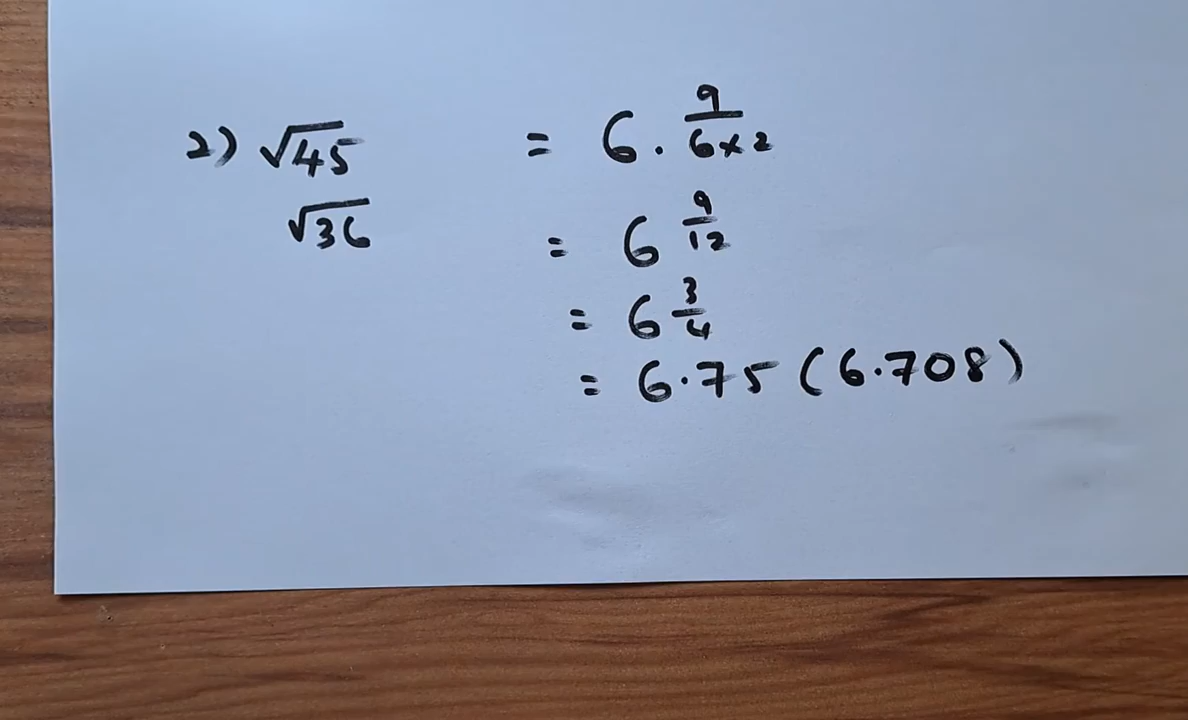 2) √45 = 6. 9/6×2
√36 = 6 9/12
= 6 3/4
= 6.75 (6.708)